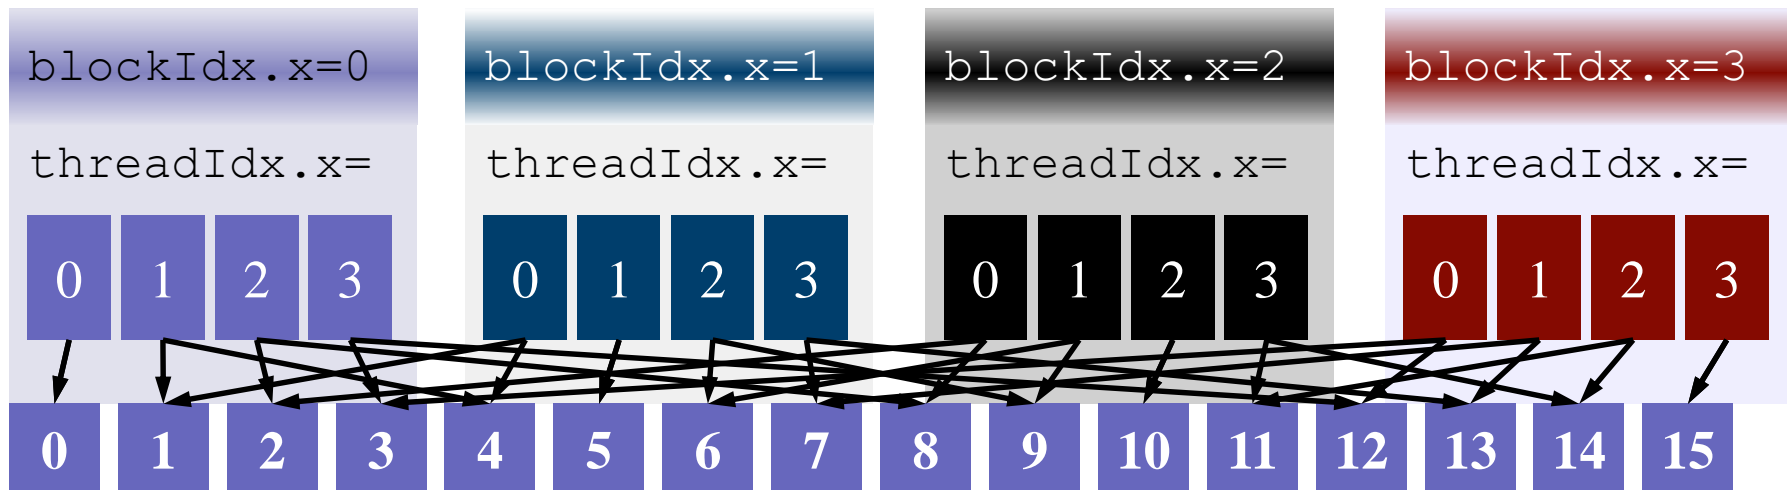 blockIdx.x=0 blockIdx.x=1 blockIdx.x=2 blockIdx.x=3
threadIdx.x= threadIdx.x= threadIdx.x= threadIdx.x=
0 1 2 3 0 1 2 3 0 1 2 3 0 1 2 3
0 1 2 3 4 5 6 7 8 9 10 11 12 13 14 15